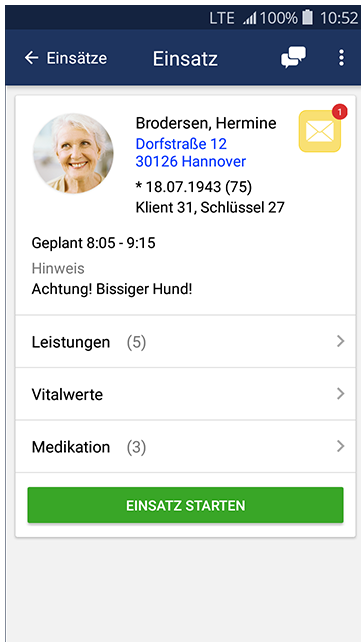 LTE 100% 10:52
Einsätze Einsatz
Brodersen, Hermine
1
Dorfstraße 12
30126 Hannover
* 18.07.1943 (75)
Klient 31, Schlüssel 27
Geplant 8:05 - 9:15
Hinweis
Achtung! Bissiger Hund!
Leistungen (5)
Vitalwerte
Medikation (3)
EINSATZ STARTEN